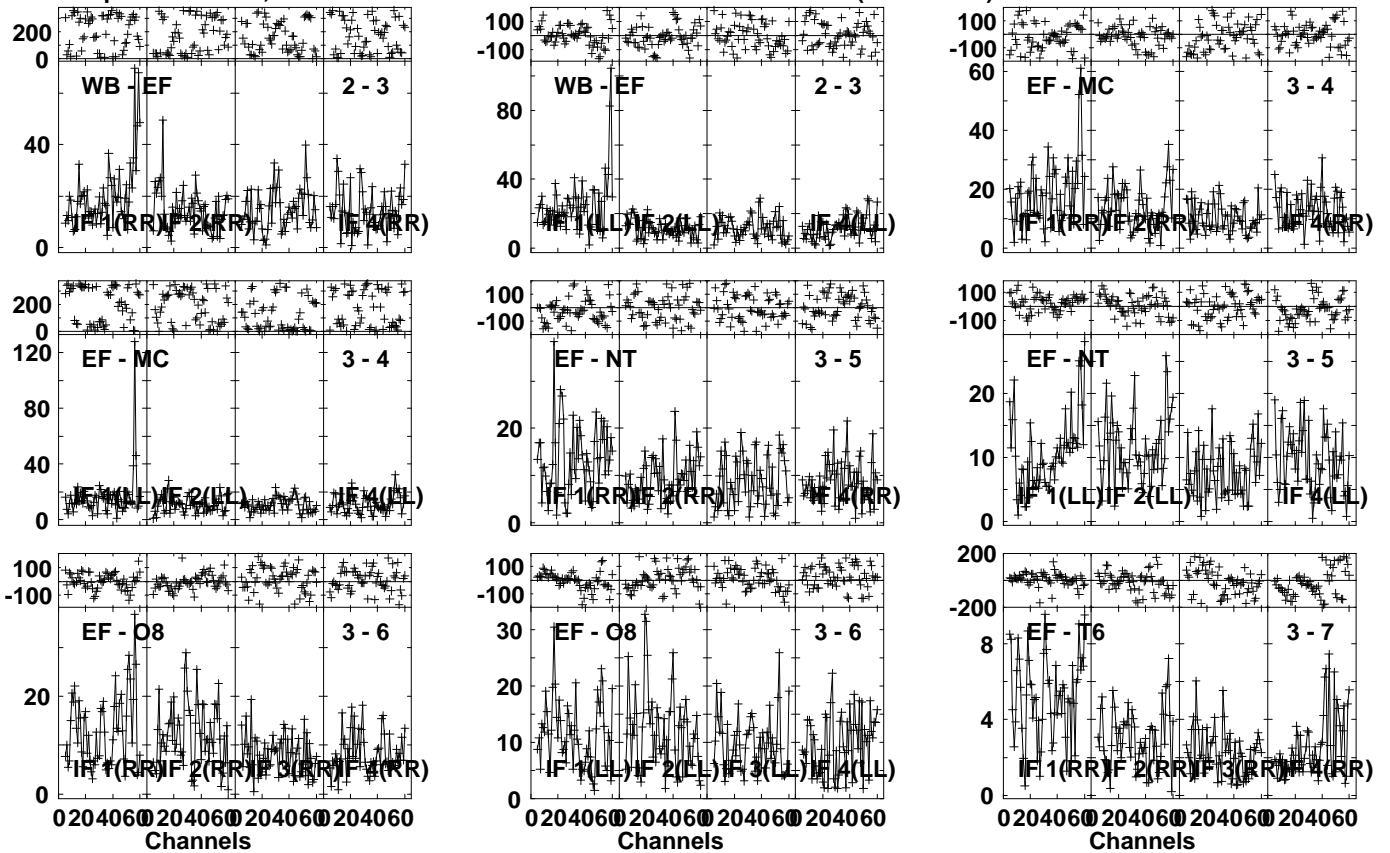 200
0
100
-100
100
-100
WB - EF 2 - 3
40
0
IF 1(RR) IF 2(RR) IF 4(RR)
WB - EF 2 - 3
80
40
0
IF 1(LL) IF 2(LL) IF 4(LL)
EF - MC 3 - 4
60
40
20
0
IF 1(RR) IF 2(RR) IF 4(RR)
200
0
100
-100
100
-100
EF - MC 3 - 4
120
80
40
0
IF 1(LL) IF 2(LL) IF 4(LL)
EF - NT 3 - 5
20
0
IF 1(RR) IF 2(RR) IF 4(RR)
EF - NT 3 - 5
20
10
0
IF 1(LL) IF 2(LL) IF 4(LL)
100
-100
100
-100
200
-200
EF - O8 3 - 6
20
0
IF 1(RR) IF 2(RR) IF 3(RR) IF 4(RR)
EF - O8 3 - 6
30
20
10
0
IF 1(LL) IF 2(LL) IF 3(LL) IF 4(LL)
EF - T6 3 - 7
8
4
0
IF 1(RR) IF 2(RR) IF 3(RR) IF 4(RR)
0 20 40 60 0 20 40 60 0 20 40 60 0 20 40 60
0 20 40 60 0 20 40 60 0 20 40 60 0 20 40 60
0 20 40 60 0 20 40 60 0 20 40 60 0 20 40 60
Channels
Channels
Channels